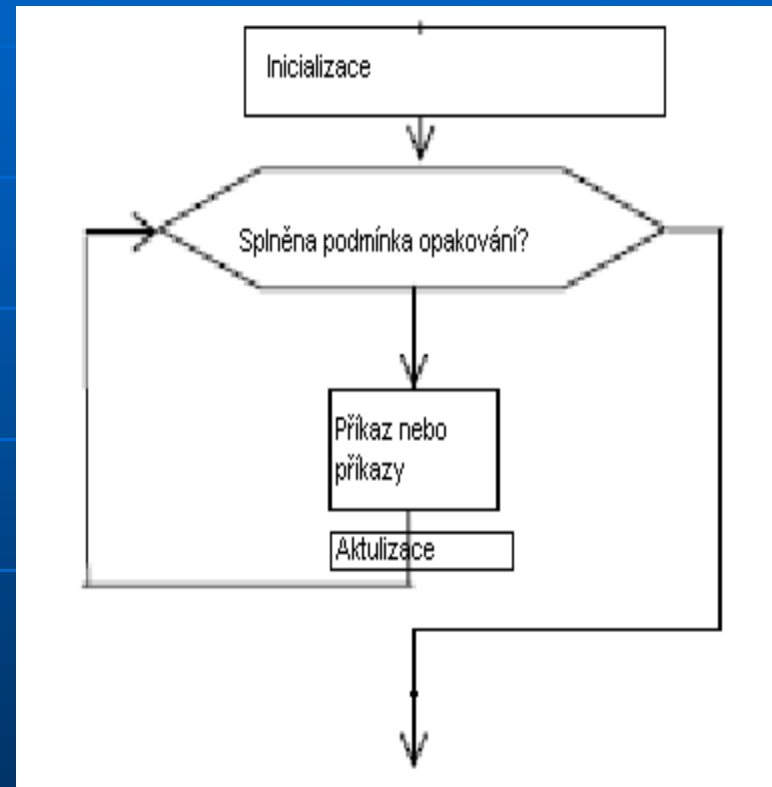 Inicializace
Splněna podmínka opakování?
Příkaz nebo
příkazy
Aktulizace